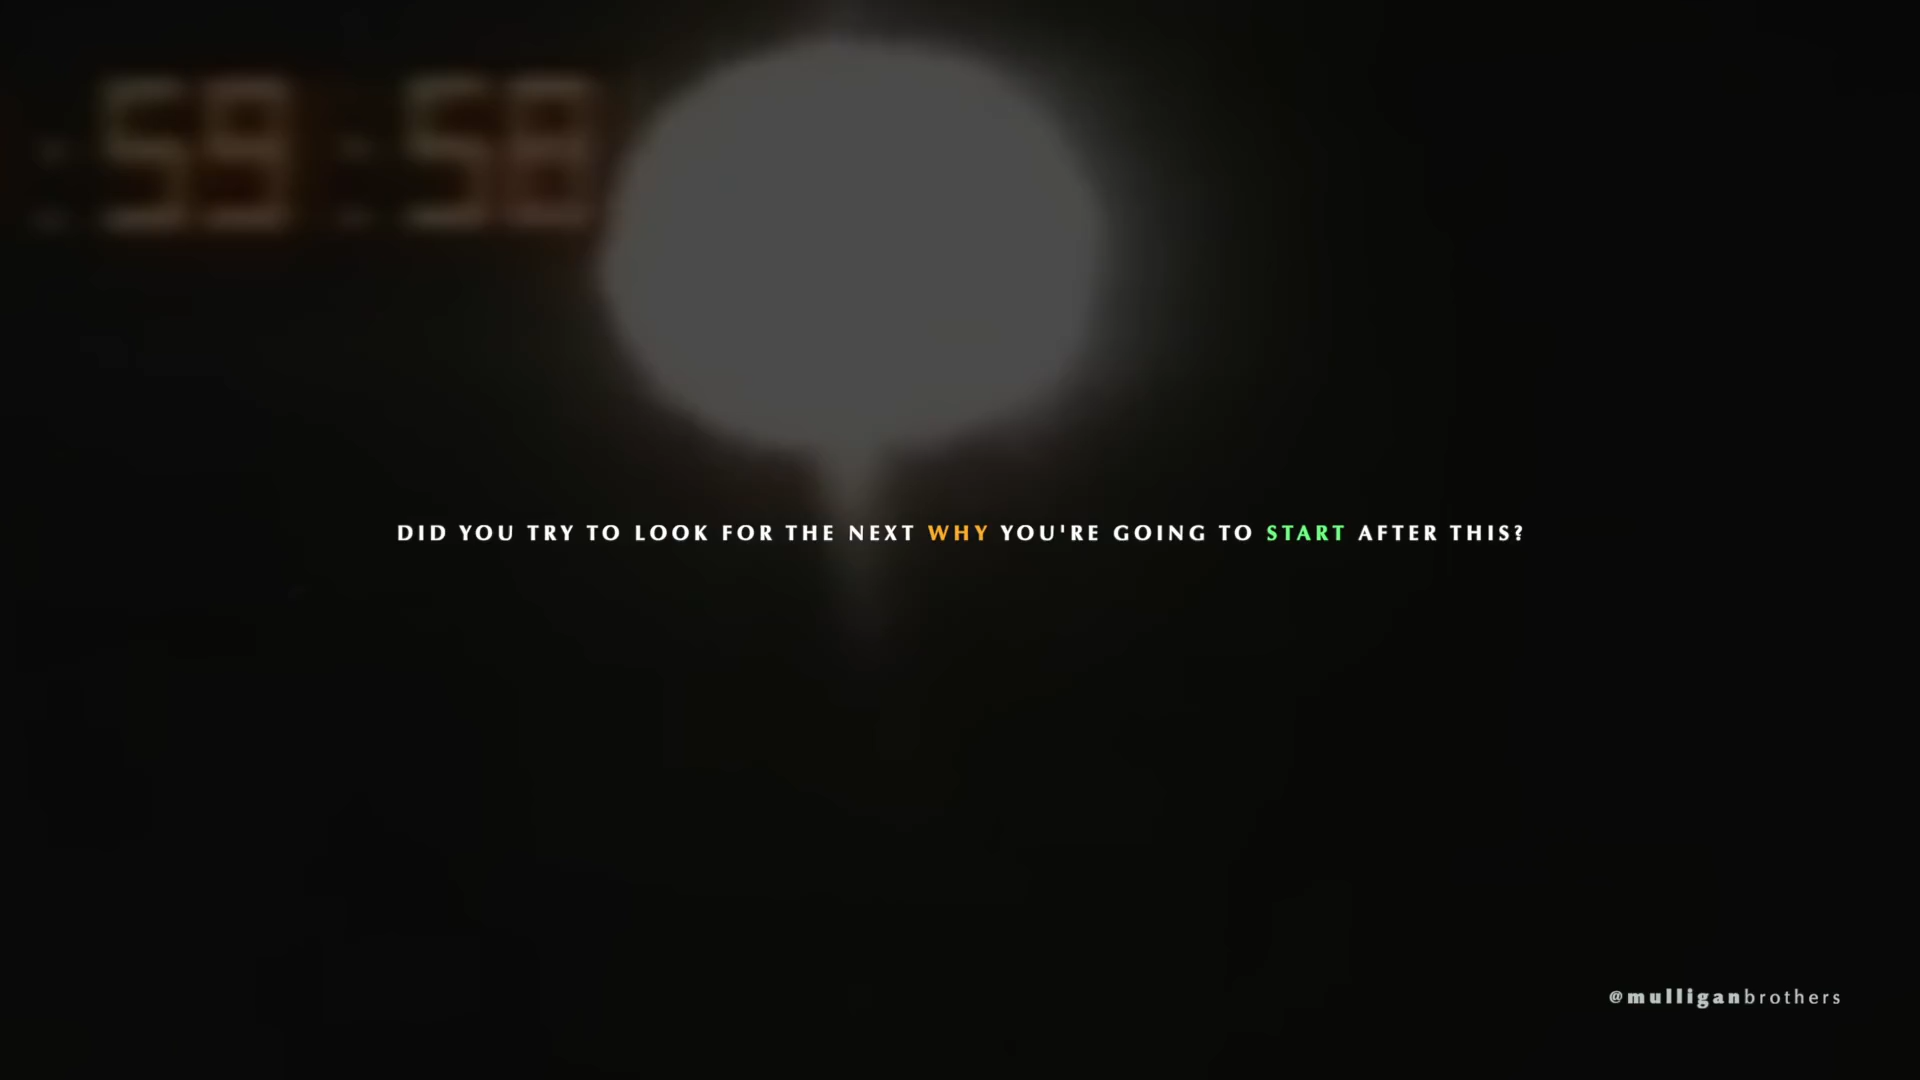 : 59 : 58
DID YOU TRY TO LOOK FOR THE NEXT WHY YOU'RE GOING TO START AFTER THIS?
@mulliganbrothers